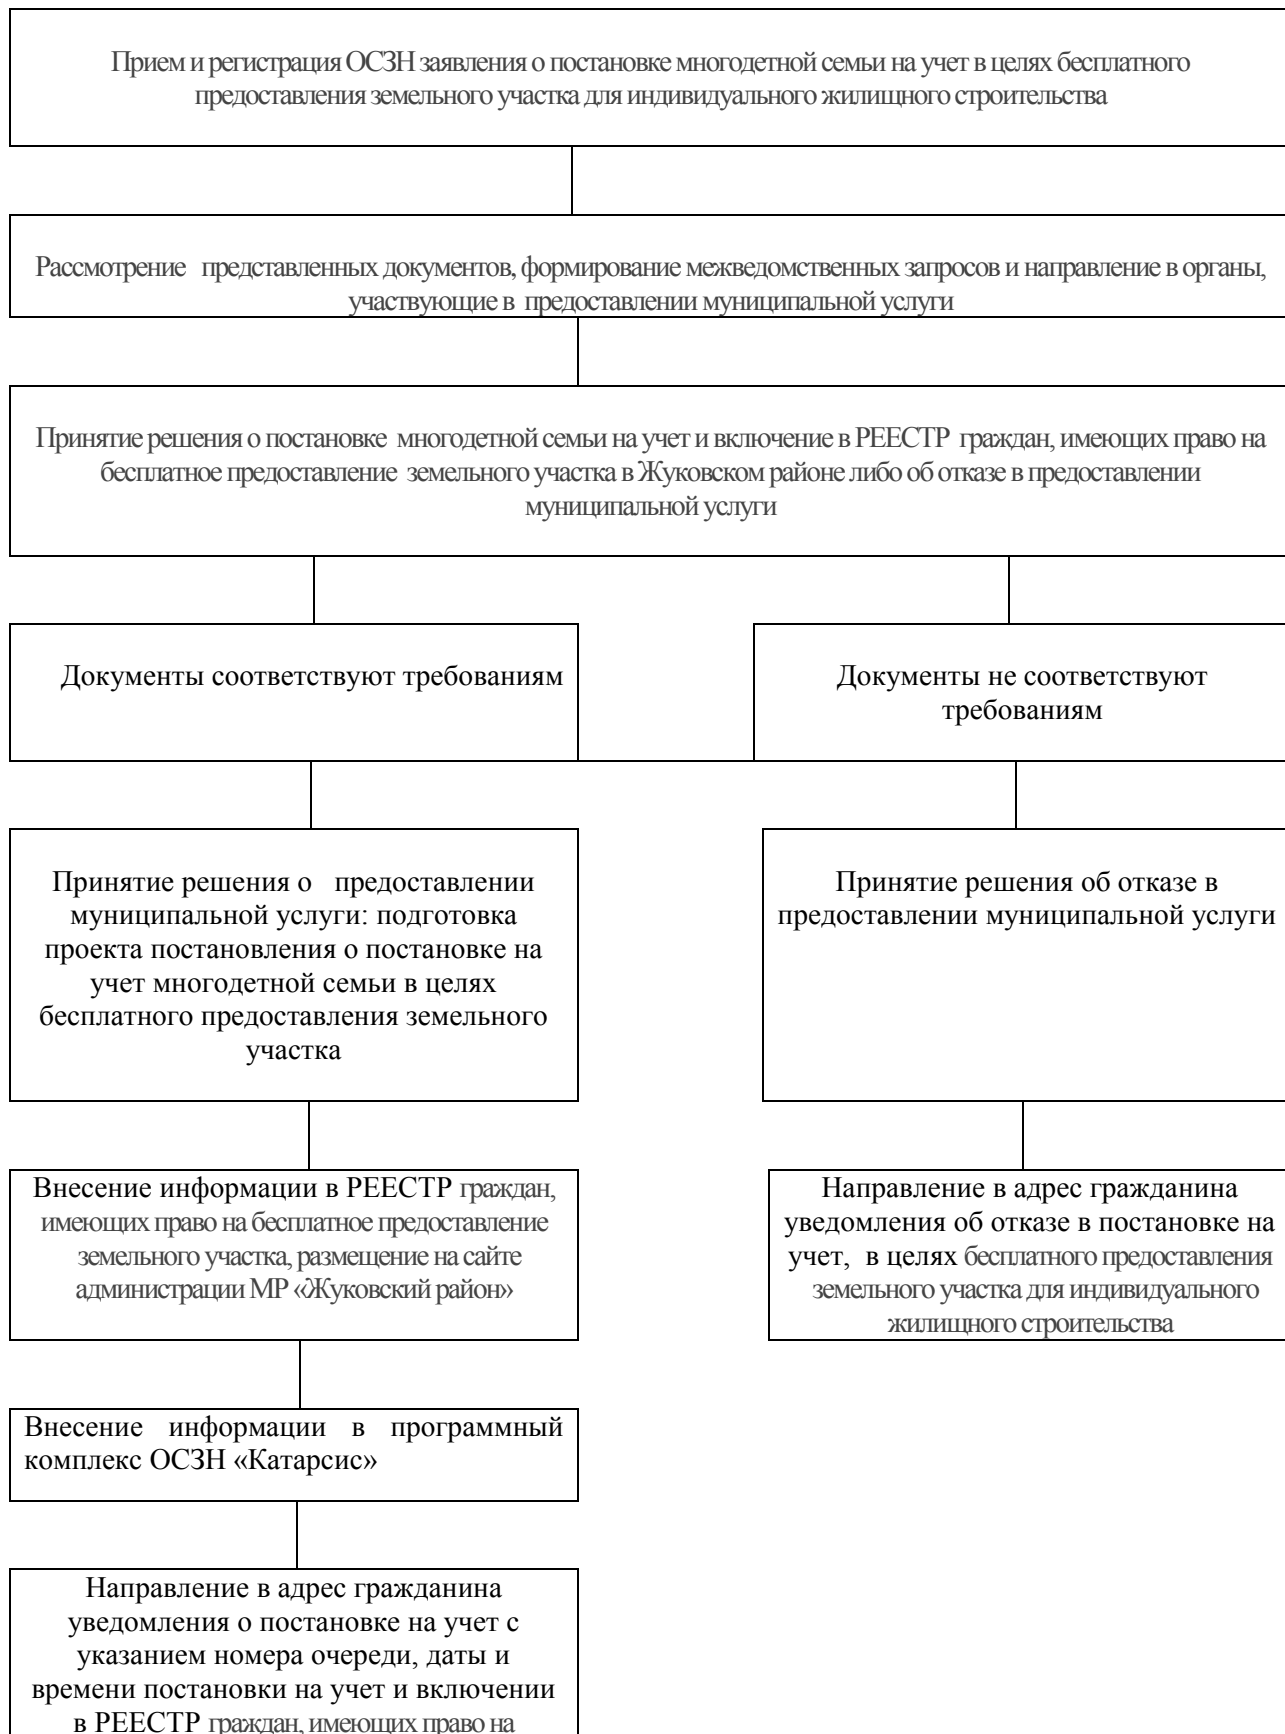 Прием и регистрация ОСЗН заявления о постановке многодетной семьи на учет в целях бесплатного
предоставления земельного участка для индивидуального жилищного строительства
Рассмотрение представленных документов, формирование межведомственных запросов и направление в органы,
участвующие в предоставлении муниципальной услуги
Принятие решения о постановке многодетной семьи на учет и включение в РЕЕСТР граждан, имеющих право на
бесплатное предоставление земельного участка в Жуковском районе либо об отказе в предоставлении
муниципальной услуги
Документы соответствуют требованиям
Документы не соответствуют
требованиям
Принятие решения о предоставлении
муниципальной услуги: подготовка
проекта постановления о постановке на
учет многодетной семьи в целях
бесплатного предоставления земельного
участка
Принятие решения об отказе в
предоставлении муниципальной услуги
Внесение информации в РЕЕСТР граждан,
имеющих право на бесплатное предоставление
земельного участка, размещение на сайте
администрации МР «Жуковский район»
Направление в адрес гражданина
уведомления об отказе в постановке на
учет, в целях бесплатного предоставления
земельного участка для индивидуального
жилищного строительства
Внесение информации в программный
комплекс ОСЗН «Катарсис»
Направление в адрес гражданина
уведомления о постановке на учет с
указанием номера очереди, даты и
времени постановки на учет и включении
в РЕЕСТР граждан, имеющих право на